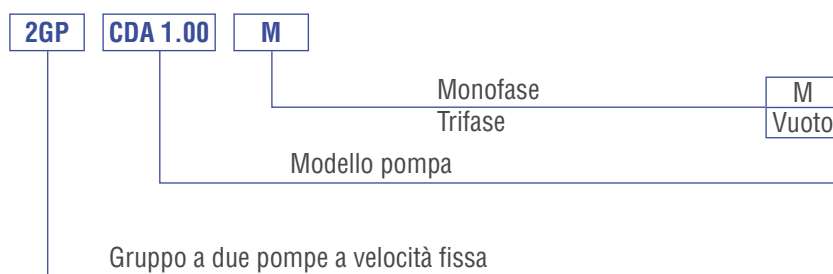 2GP CDA 1.00 M
Monofase M
Trifase Vuoto
Modello pompa
Gruppo a due pompe a velocità fissa